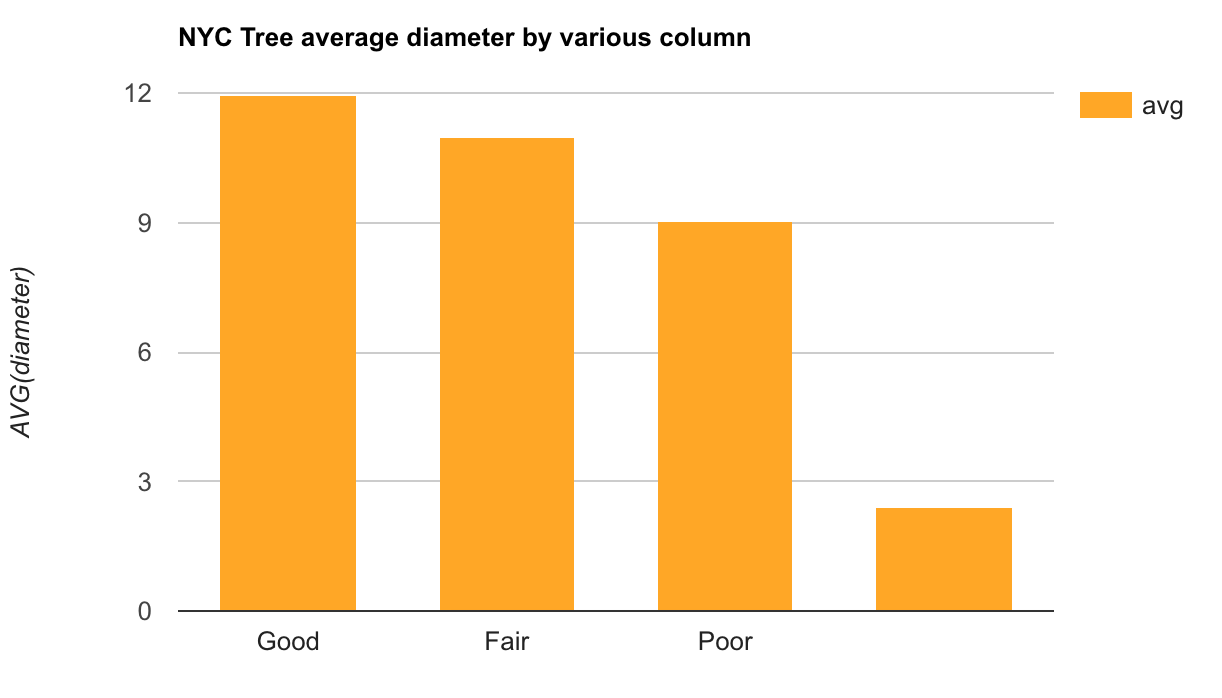 NYC Tree average diameter by various column
avg
AVG(diameter)
12
9
6
3
0
Good Fair Poor